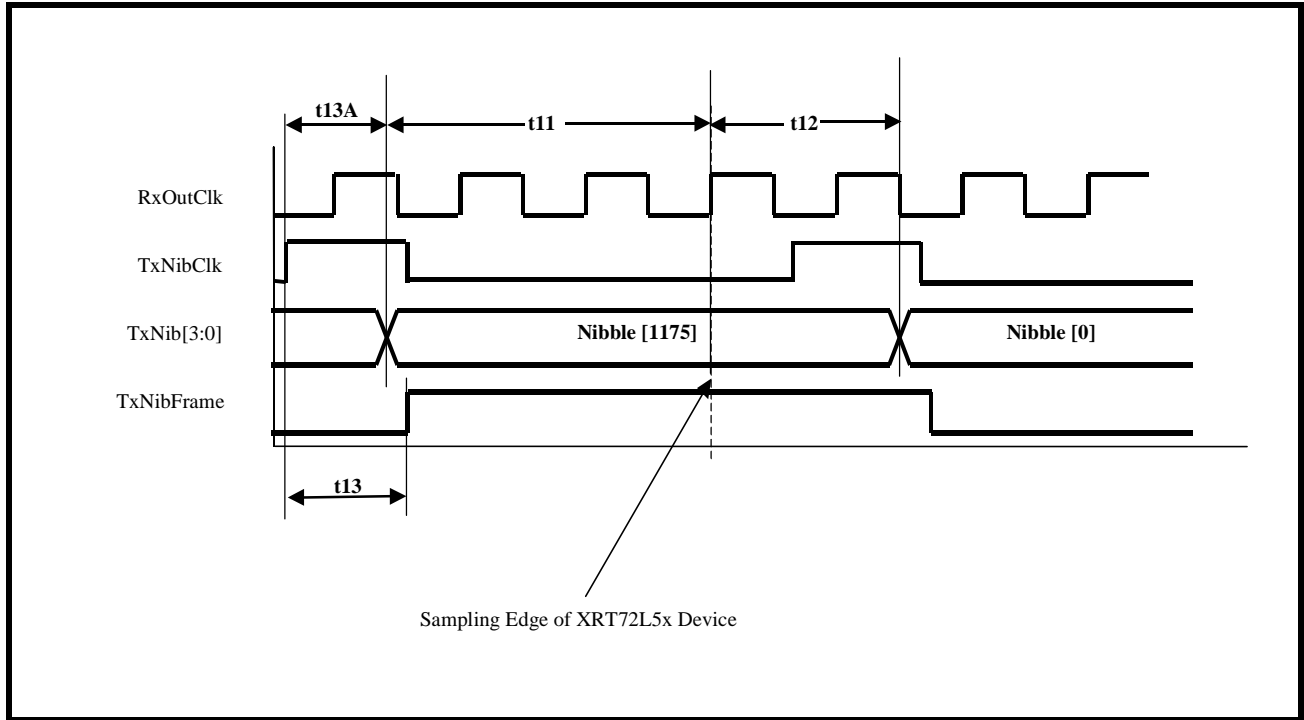 t13A
t11
t12
RxOutClk
TxNibClk
TxNib[3:0]
Nibble [1175]
Nibble [0]
TxNibFrame
t13
Sampling Edge of XRT72L5x Device